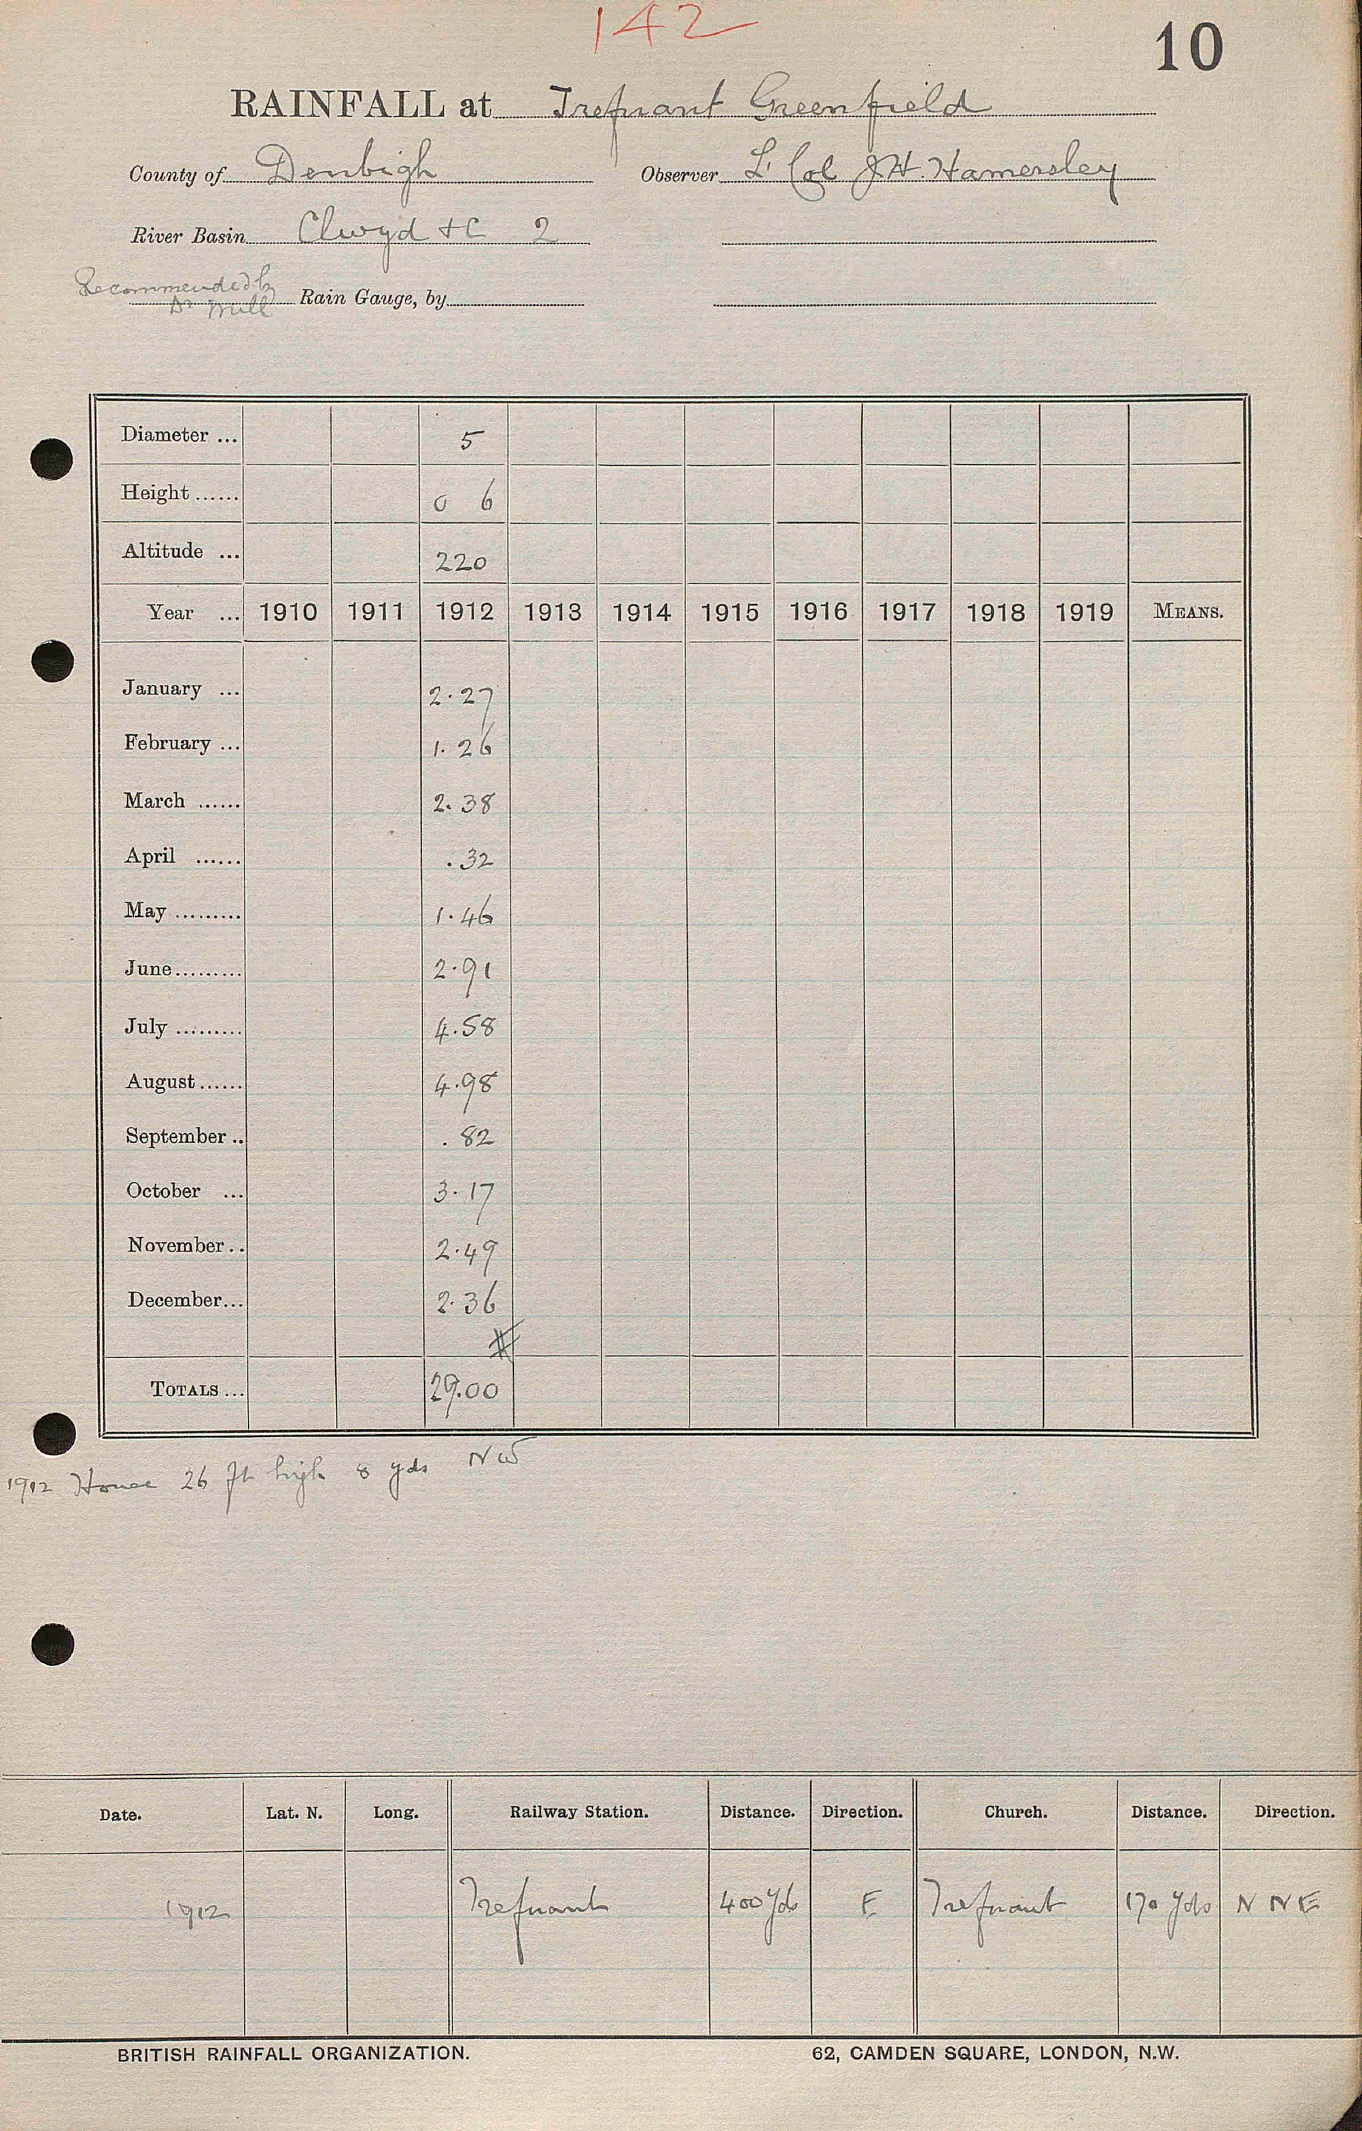 142
10
RAINFALL at Trefnant Greenfield
County of Denbigh Observer Lt Col J H Hamersley
River Basin Clwyd + C 2
Recommended by
Dr Mill Rain Gauge, by
Diameter ... 5
Height ...... 0 6
Altitude ... 220
Year ... 1910 1911 1912 1913 1914 1915 1916 1917 1918 1919 MEANS.
January ... 2.27
February ... 1.26
March ...... 2.38
April ...... .32
May ......... 1.46
June ......... 2.91
July ......... 4.58
August ...... 4.98
September .. .82
October ... 3.17
November .. 2.49
December ... 2.36
#
TOTALS ... 29.00
1912 House 26 ft high 8 yds NW
Date. Lat. N. Long. Railway Station. Distance. Direction. Church. Distance. Direction.
1912 Trefnant 400 yds E Trefnant 170 yds N N E
BRITISH RAINFALL ORGANIZATION. 62, CAMDEN SQUARE, LONDON, N.W.